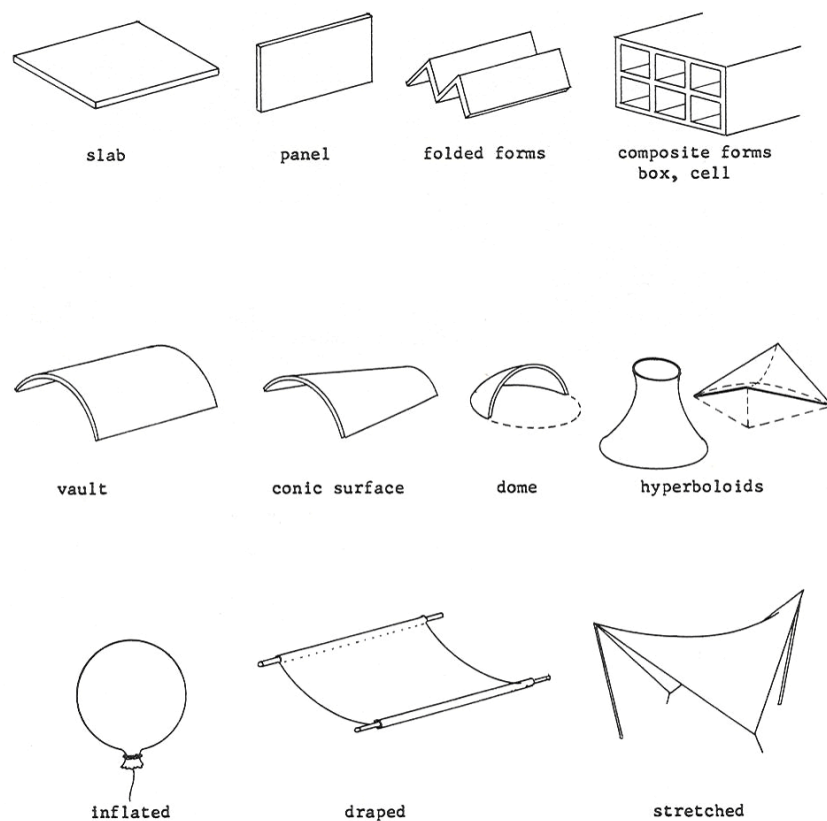 slab
panel
folded forms
composite forms
box, cell
vault
conic surface
dome
hyperboloids
inflated
draped
stretched